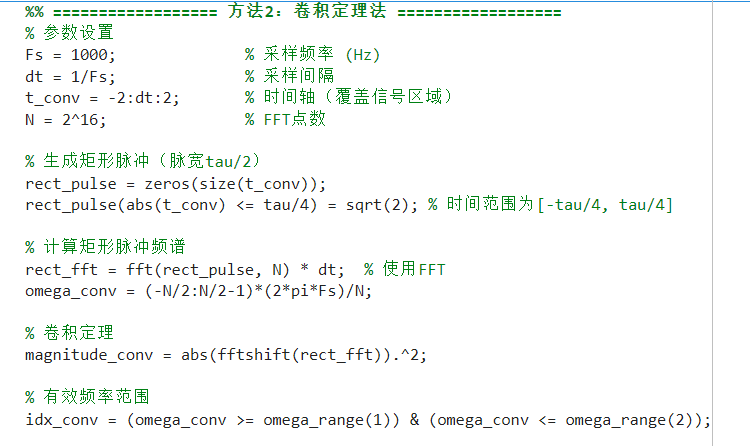 %% ================= 方法2：卷积定理法 =================
% 参数设置
Fs = 1000; % 采样频率 (Hz)
dt = 1/Fs; % 采样间隔
t_conv = -2:dt:2; % 时间轴（覆盖信号区域）
N = 2^16; % FFT点数
% 生成矩形脉冲（脉宽tau/2）
rect_pulse = zeros(size(t_conv));
rect_pulse(abs(t_conv) <= tau/4) = sqrt(2); % 时间范围为[-tau/4, tau/4]
% 计算矩形脉冲频谱
rect_fft = fft(rect_pulse, N) * dt; % 使用FFT
omega_conv = (-N/2:N/2-1)*(2*pi*Fs)/N;
% 卷积定理
magnitude_conv = abs(fftshift(rect_fft)).^2;
% 有效频率范围
idx_conv = (omega_conv >= omega_range(1)) & (omega_conv <= omega_range(2));